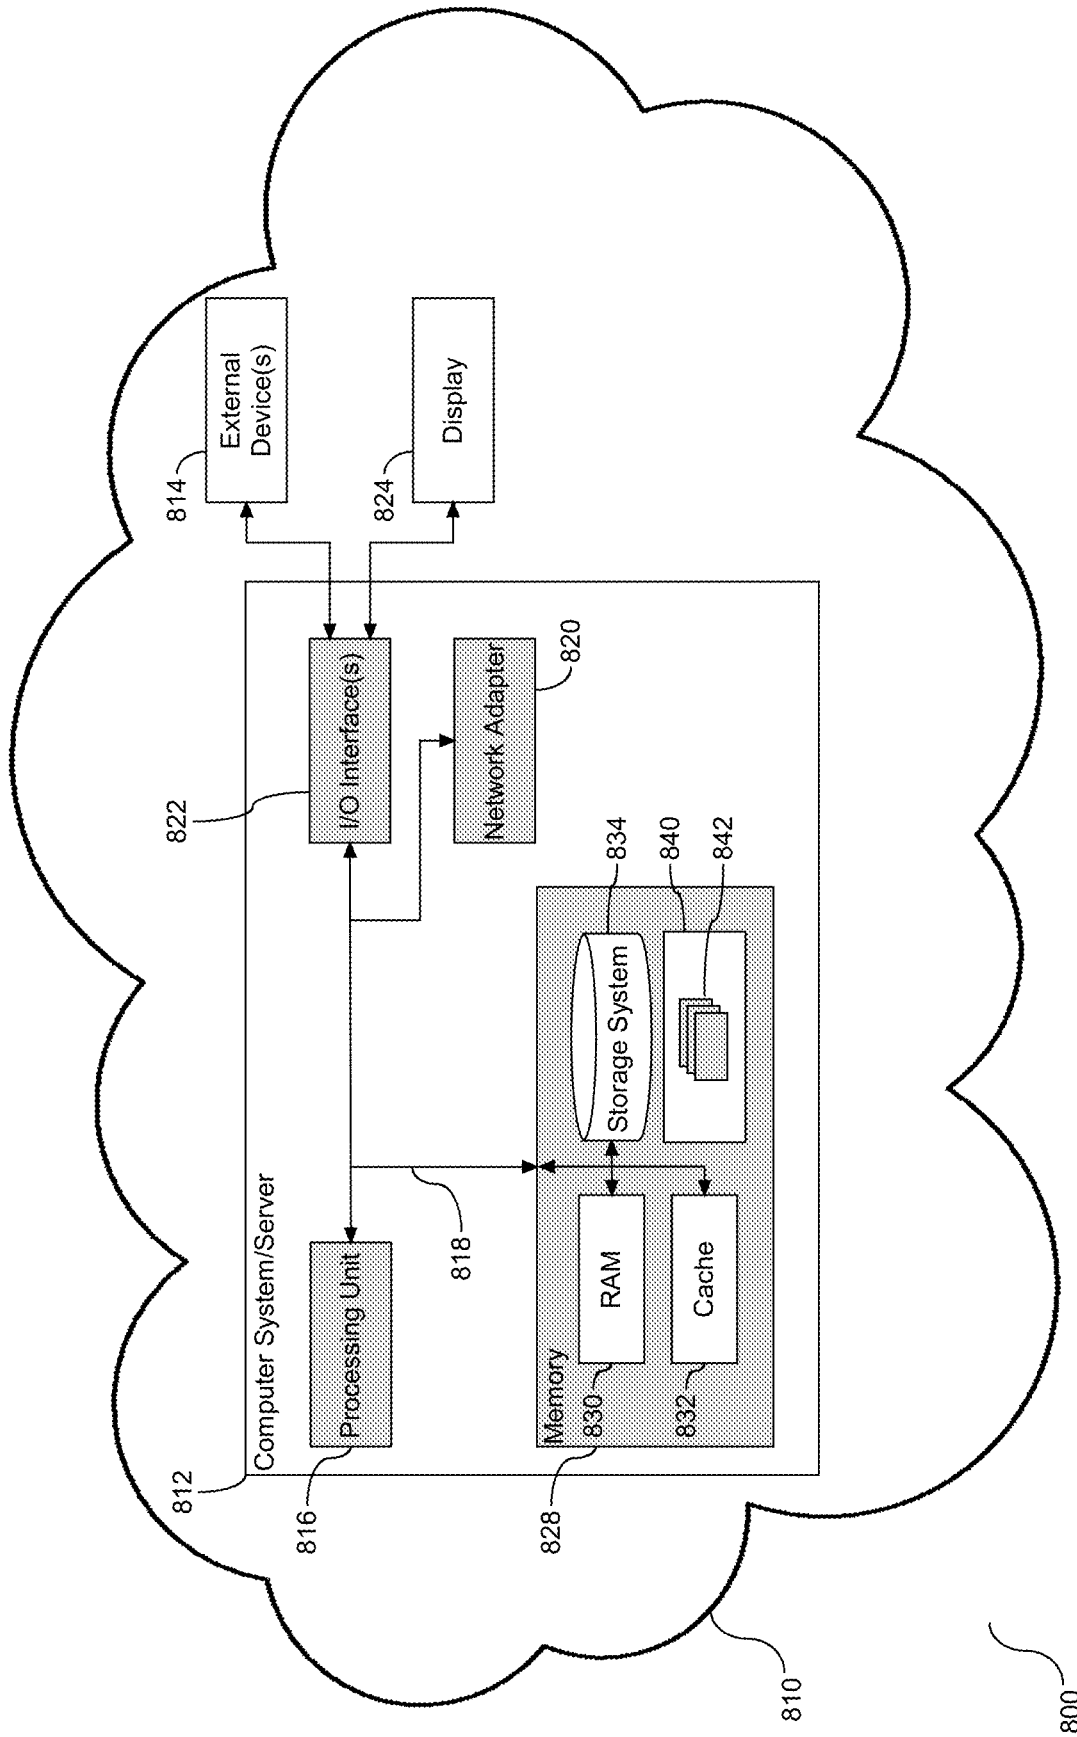 800
810
812
Computer System/Server
816
Processing Unit
818
822
I/O Interface(s)
814
External
Device(s)
824
Display
Network Adapter
820
828
Memory
830
RAM
Storage System
834
832
Cache
840
842